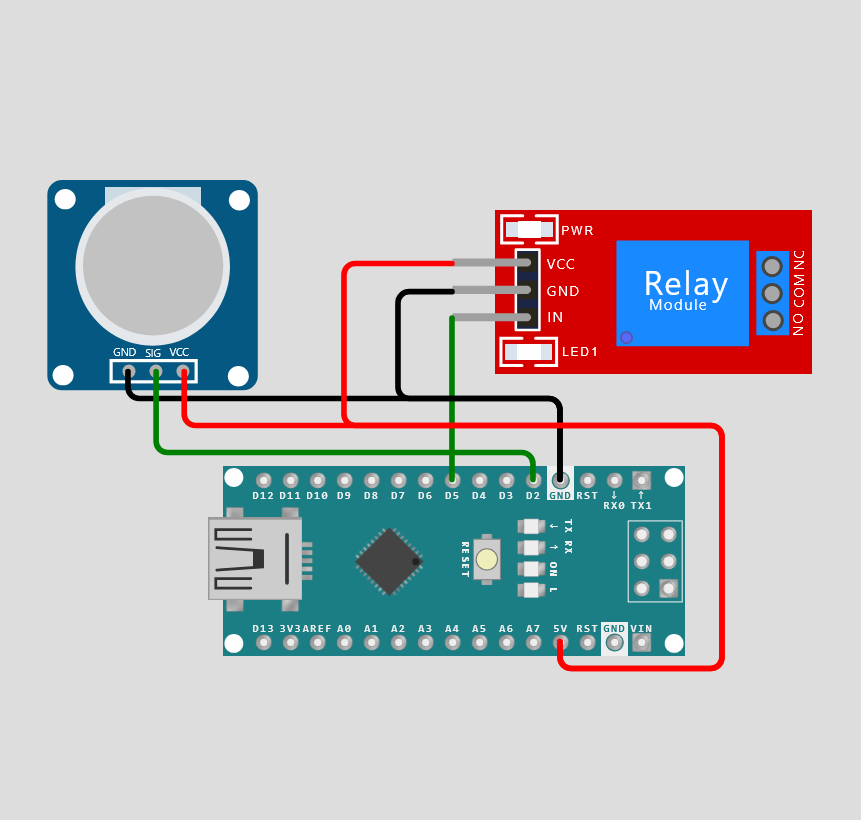 GND SIG VCC
PWR
VCC
GND
IN
LED1
Relay
Module
NO COM NC
D12 D11 D10 D9 D8 D7 D6 D5 D4 D3 D2 GND RST ↓ ↑
RX0 TX1
RESET
← TX
→ RX
ON
L
D13 3V3 AREF A0 A1 A2 A3 A4 A5 A6 A7 5V RST GND VIN